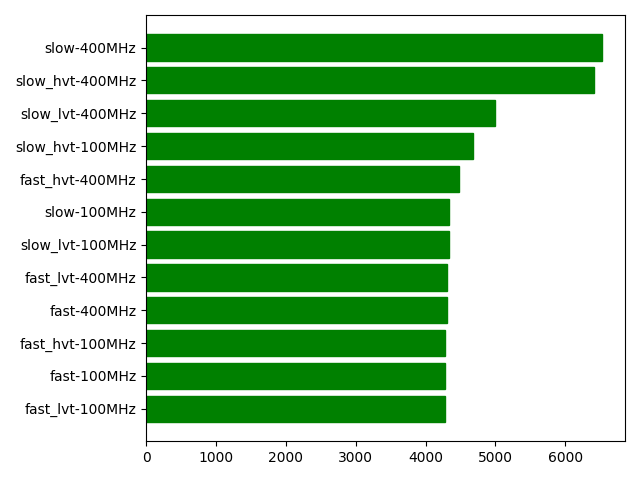 slow-400MHz
slow_hvt-400MHz
slow_lvt-400MHz
slow_hvt-100MHz
fast_hvt-400MHz
slow-100MHz
slow_lvt-100MHz
fast_lvt-400MHz
fast-400MHz
fast_hvt-100MHz
fast-100MHz
fast_lvt-100MHz
0 1000 2000 3000 4000 5000 6000